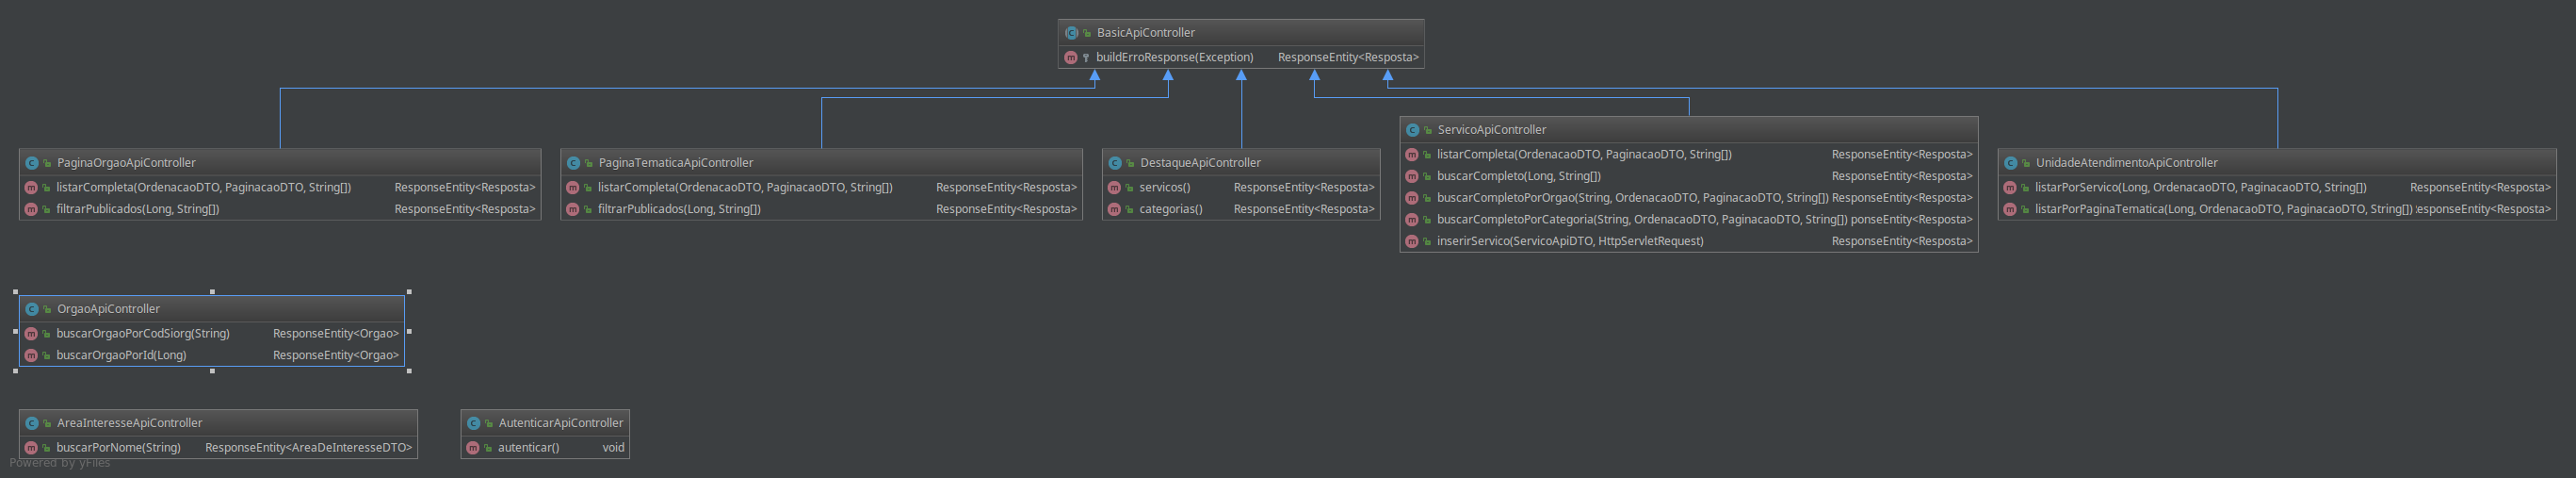 BasicApiController
buildErroResponse(Exception) ResponseEntity<Resposta>
PaginaOrgaoApiController
listarCompleta(OrdenacaoDTO, PaginacaoDTO, String[]) ResponseEntity<Resposta>
filtrarPublicados(Long, String[]) ResponseEntity<Resposta>
PaginaTematicaApiController
listarCompleta(OrdenacaoDTO, PaginacaoDTO, String[]) ResponseEntity<Resposta>
filtrarPublicados(Long, String[]) ResponseEntity<Resposta>
DestaqueApiController
servicos() ResponseEntity<Resposta>
categorias() ResponseEntity<Resposta>
ServicoApiController
listarCompleta(OrdenacaoDTO, PaginacaoDTO, String[]) ResponseEntity<Resposta>
buscarCompleto(Long, String[]) ResponseEntity<Resposta>
buscarCompletoPorOrgao(String, OrdenacaoDTO, PaginacaoDTO, String[]) ResponseEntity<Resposta>
buscarCompletoPorCategoria(String, OrdenacaoDTO, PaginacaoDTO, String[]) ponseEntity<Resposta>
inserirServico(ServicoApiDTO, HttpServletRequest) ResponseEntity<Resposta>
UnidadeAtendimentoApiController
listarPorServico(Long, OrdenacaoDTO, PaginacaoDTO, String[]) ResponseEntity<Resposta>
listarPorPaginaTematica(Long, OrdenacaoDTO, PaginacaoDTO, String[]) esponseEntity<Resposta>
OrgaoApiController
buscarOrgaoPorCodSiorg(String) ResponseEntity<Orgao>
buscarOrgaoPorId(Long) ResponseEntity<Orgao>
AreaInteresseApiController
buscarPorNome(String) ResponseEntity<AreaDeInteresseDTO>
AutenticarApiController
autenticar() void
Powered by yFiles